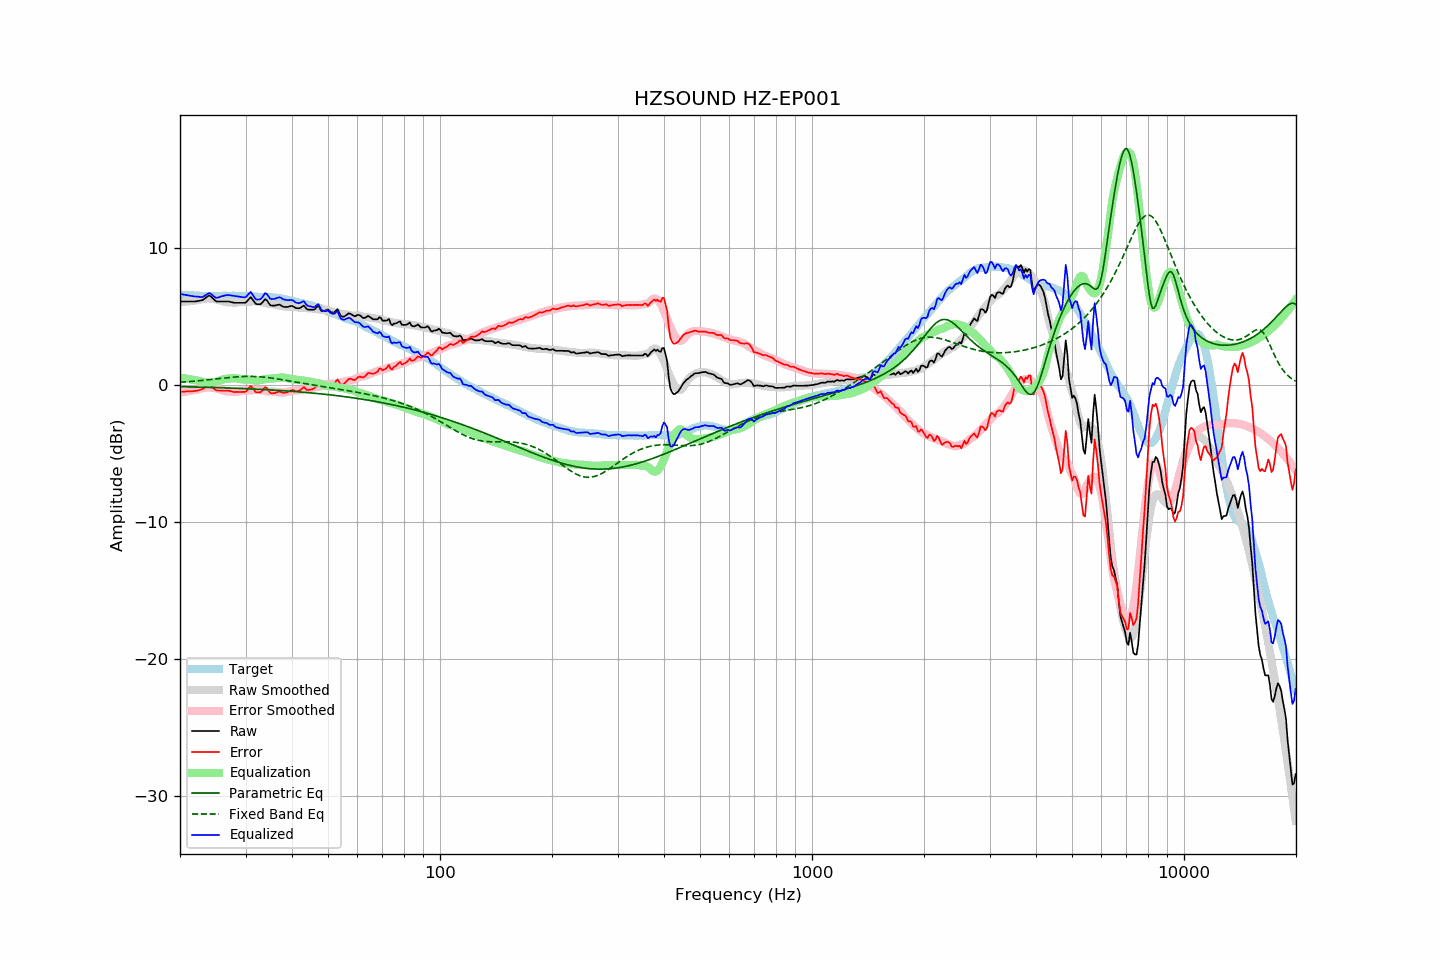 HZSOUND HZ-EP001
Amplitude (dBr)
10
0
−10
−20
−30
Target
Raw Smoothed
Error Smoothed
Raw
Error
Equalization
Parametric Eq
Fixed Band Eq
Equalized
100
1000
10000
Frequency (Hz)